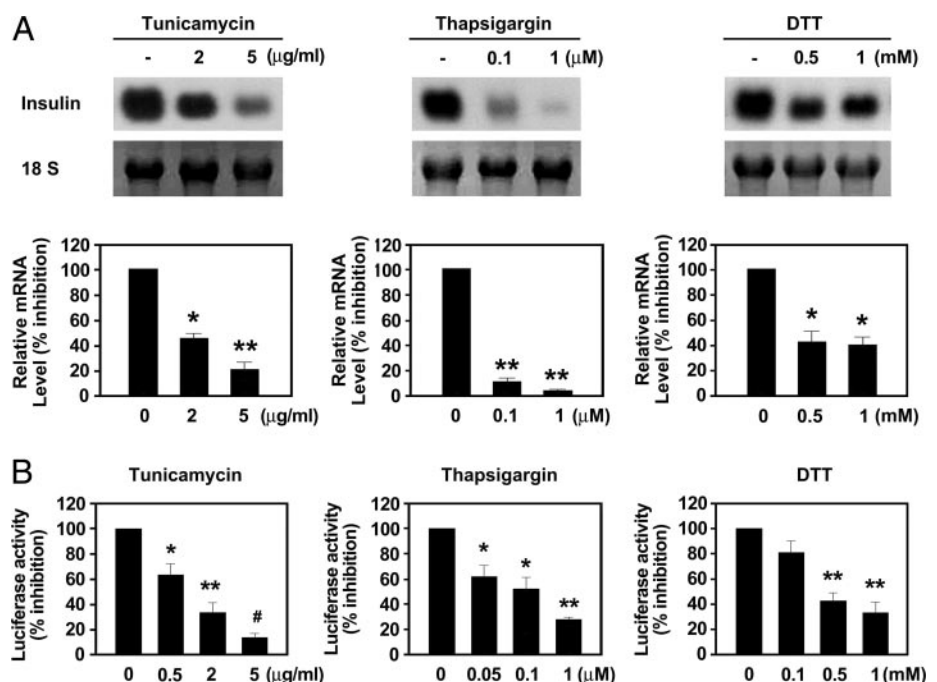 A
Tunicamycin Thapsigargin DTT
- 2 5 (μg/ml) - 0.1 1 (μM) - 0.5 1 (mM)
Insulin
18 S
Relative mRNA
Level (% inhibition)
120
100
80
60
40
20
0
* **
0 2 5 (μg/ml)
Relative mRNA
Level (% inhibition)
120
100
80
60
40
20
0
** **
0 0.1 1 (μM)
Relative mRNA
Level (% inhibition)
120
100
80
60
40
20
0
* *
0 0.5 1 (mM)
B
Tunicamycin
Luciferase activity
(% inhibition)
120
100
80
60
40
20
0
* ** #
0 0.5 2 5 μg/ml)
Thapsigargin
Luciferase activity
(% inhibition)
120
100
80
60
40
20
0
* * **
0 0.05 0.1 1 (μM)
DTT
Luciferase activity
(% inhibition)
120
100
80
60
40
20
0
** **
0 0.1 0.5 1 (mM)